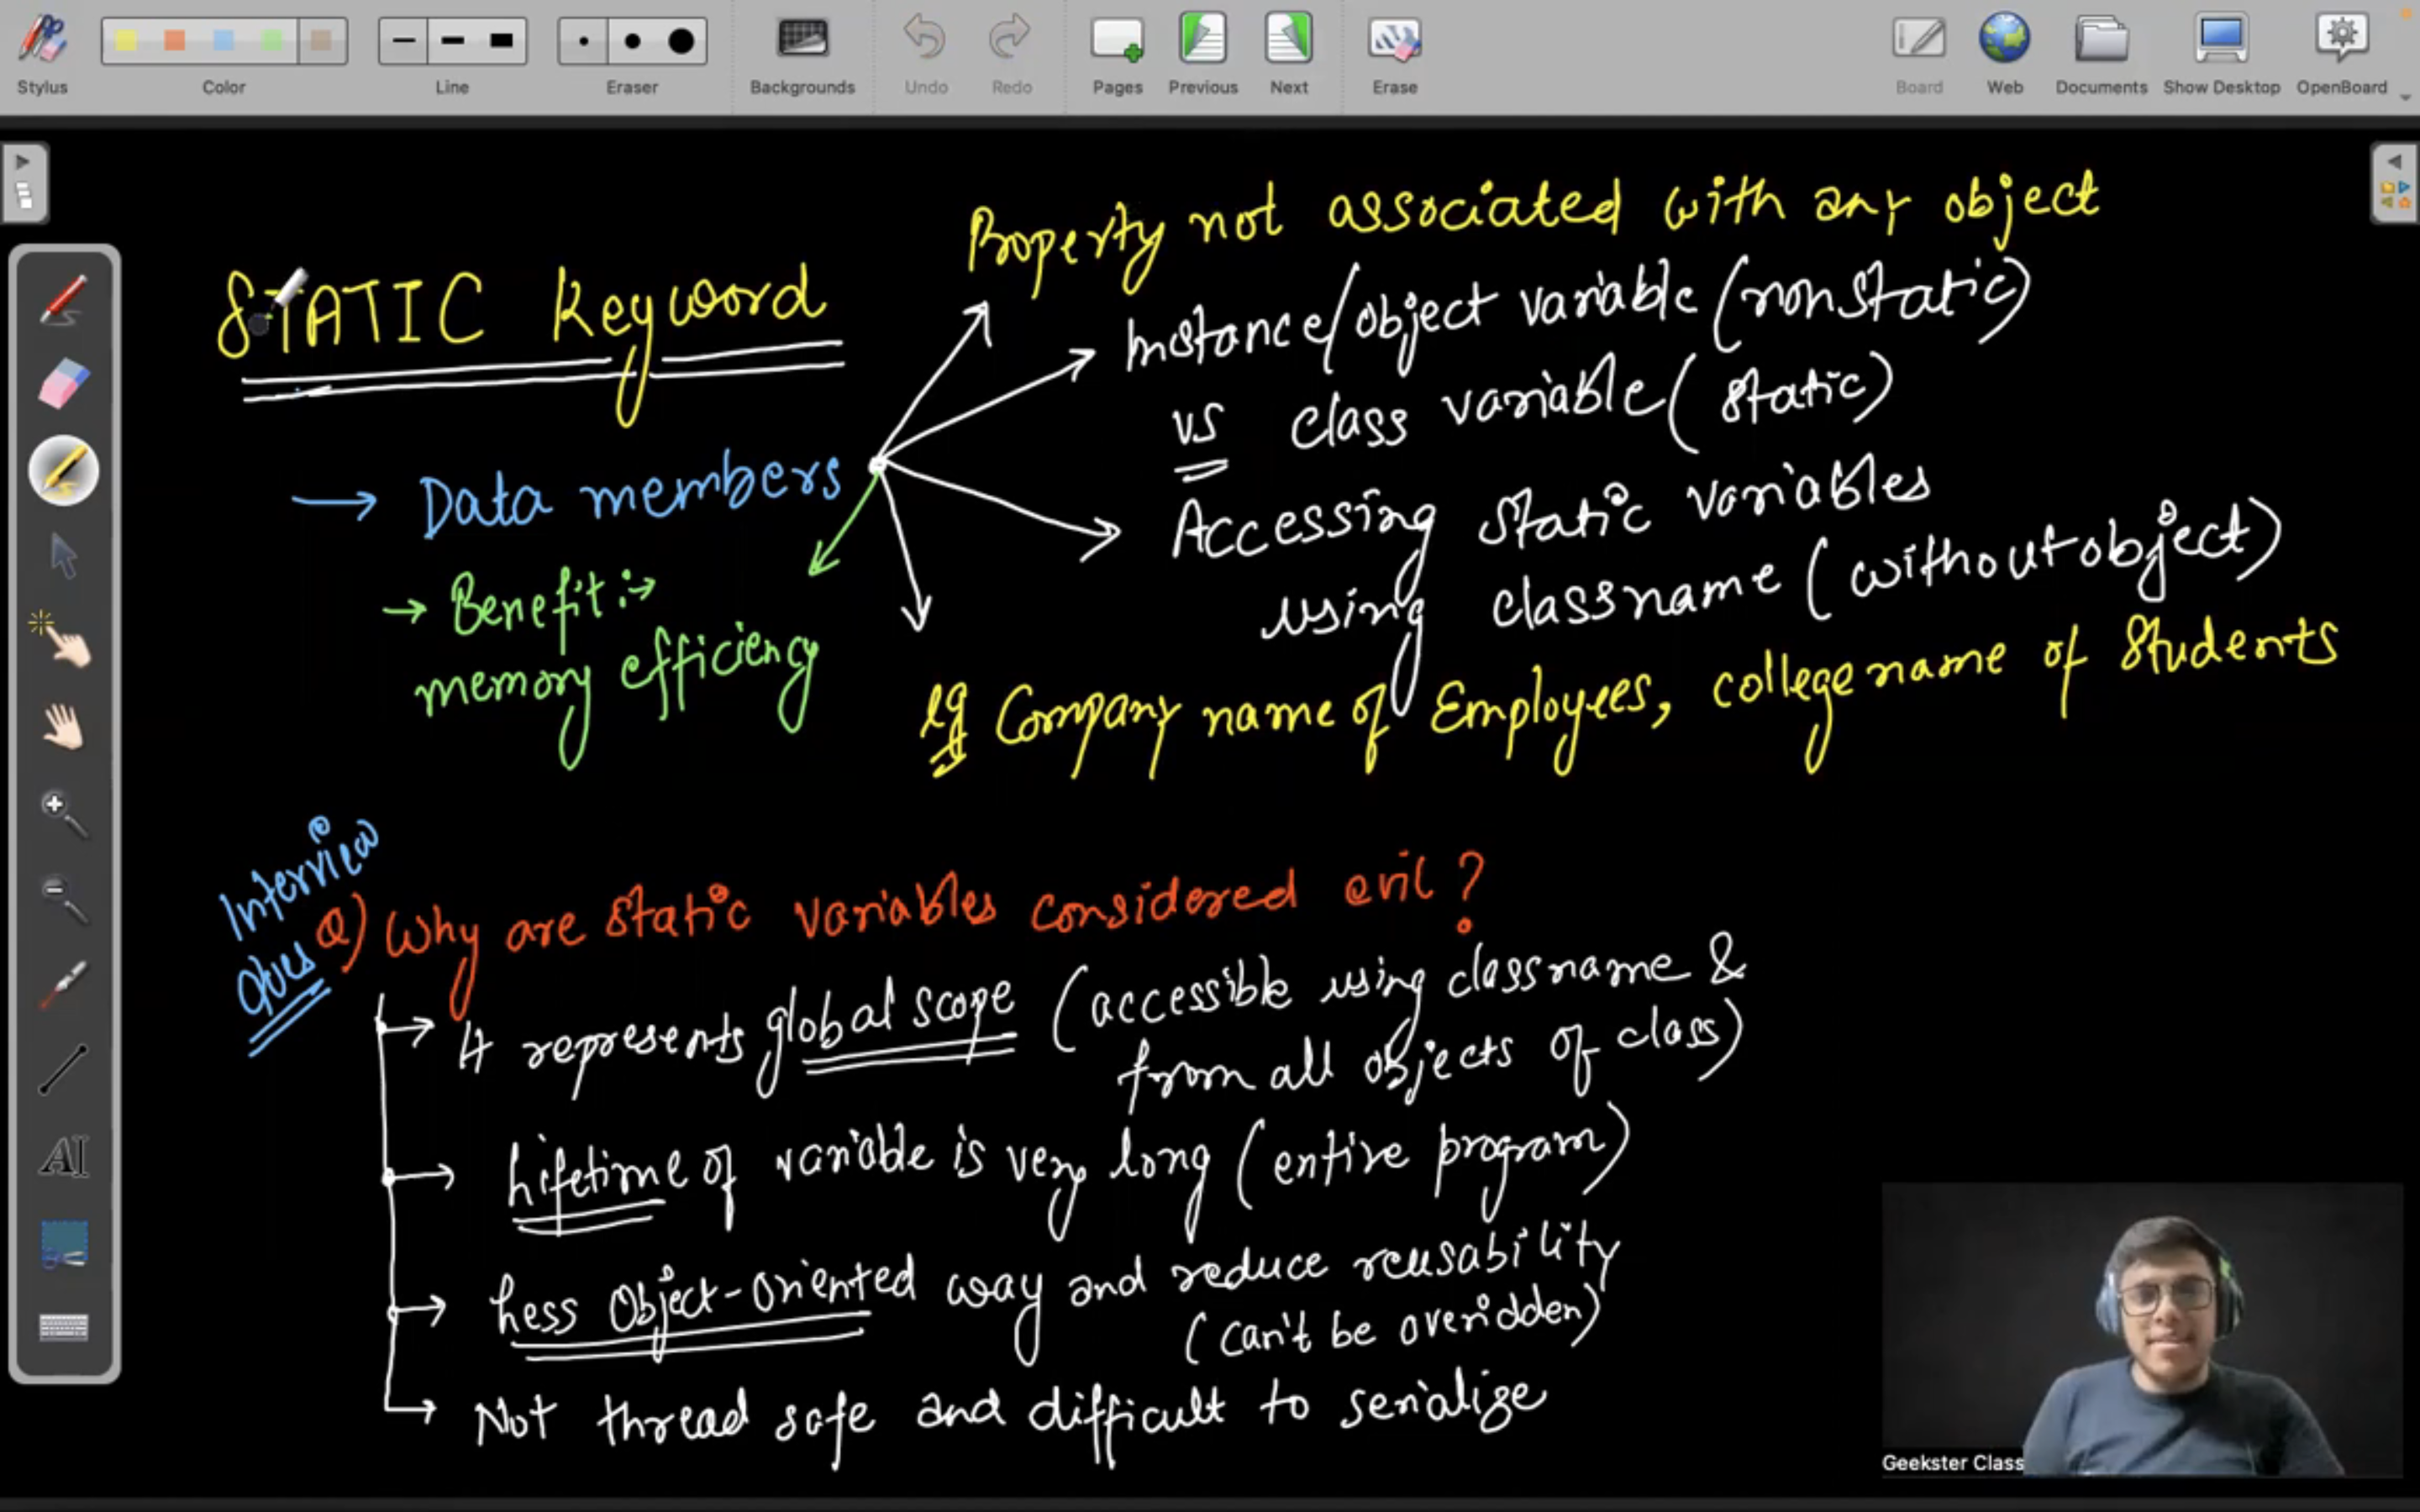 Stylus
Color
Line
Eraser
Backgrounds
Undo
Redo
Pages
Previous
Next
Erase
Board
Web
Documents
Show Desktop
OpenBoard
STATIC Keyword
Property not associated with any object
Instance/object variable (nonstatic)
vs class variable (static)
→ Data members
Accessing static variables
using classname (without object)
→ Benefit :→
memory efficiency
eg Company name of Employees, college name of Students
Interview
Ques
Q) Why are static variables considered evil?
It represents global scope (accessible using classname &
from all objects of class)
Lifetime of variable is very long (entire program)
Less Object-oriented way and reduce reusability
(can't be overidden)
Not thread safe and difficult to serialize
AI
Geekster Class